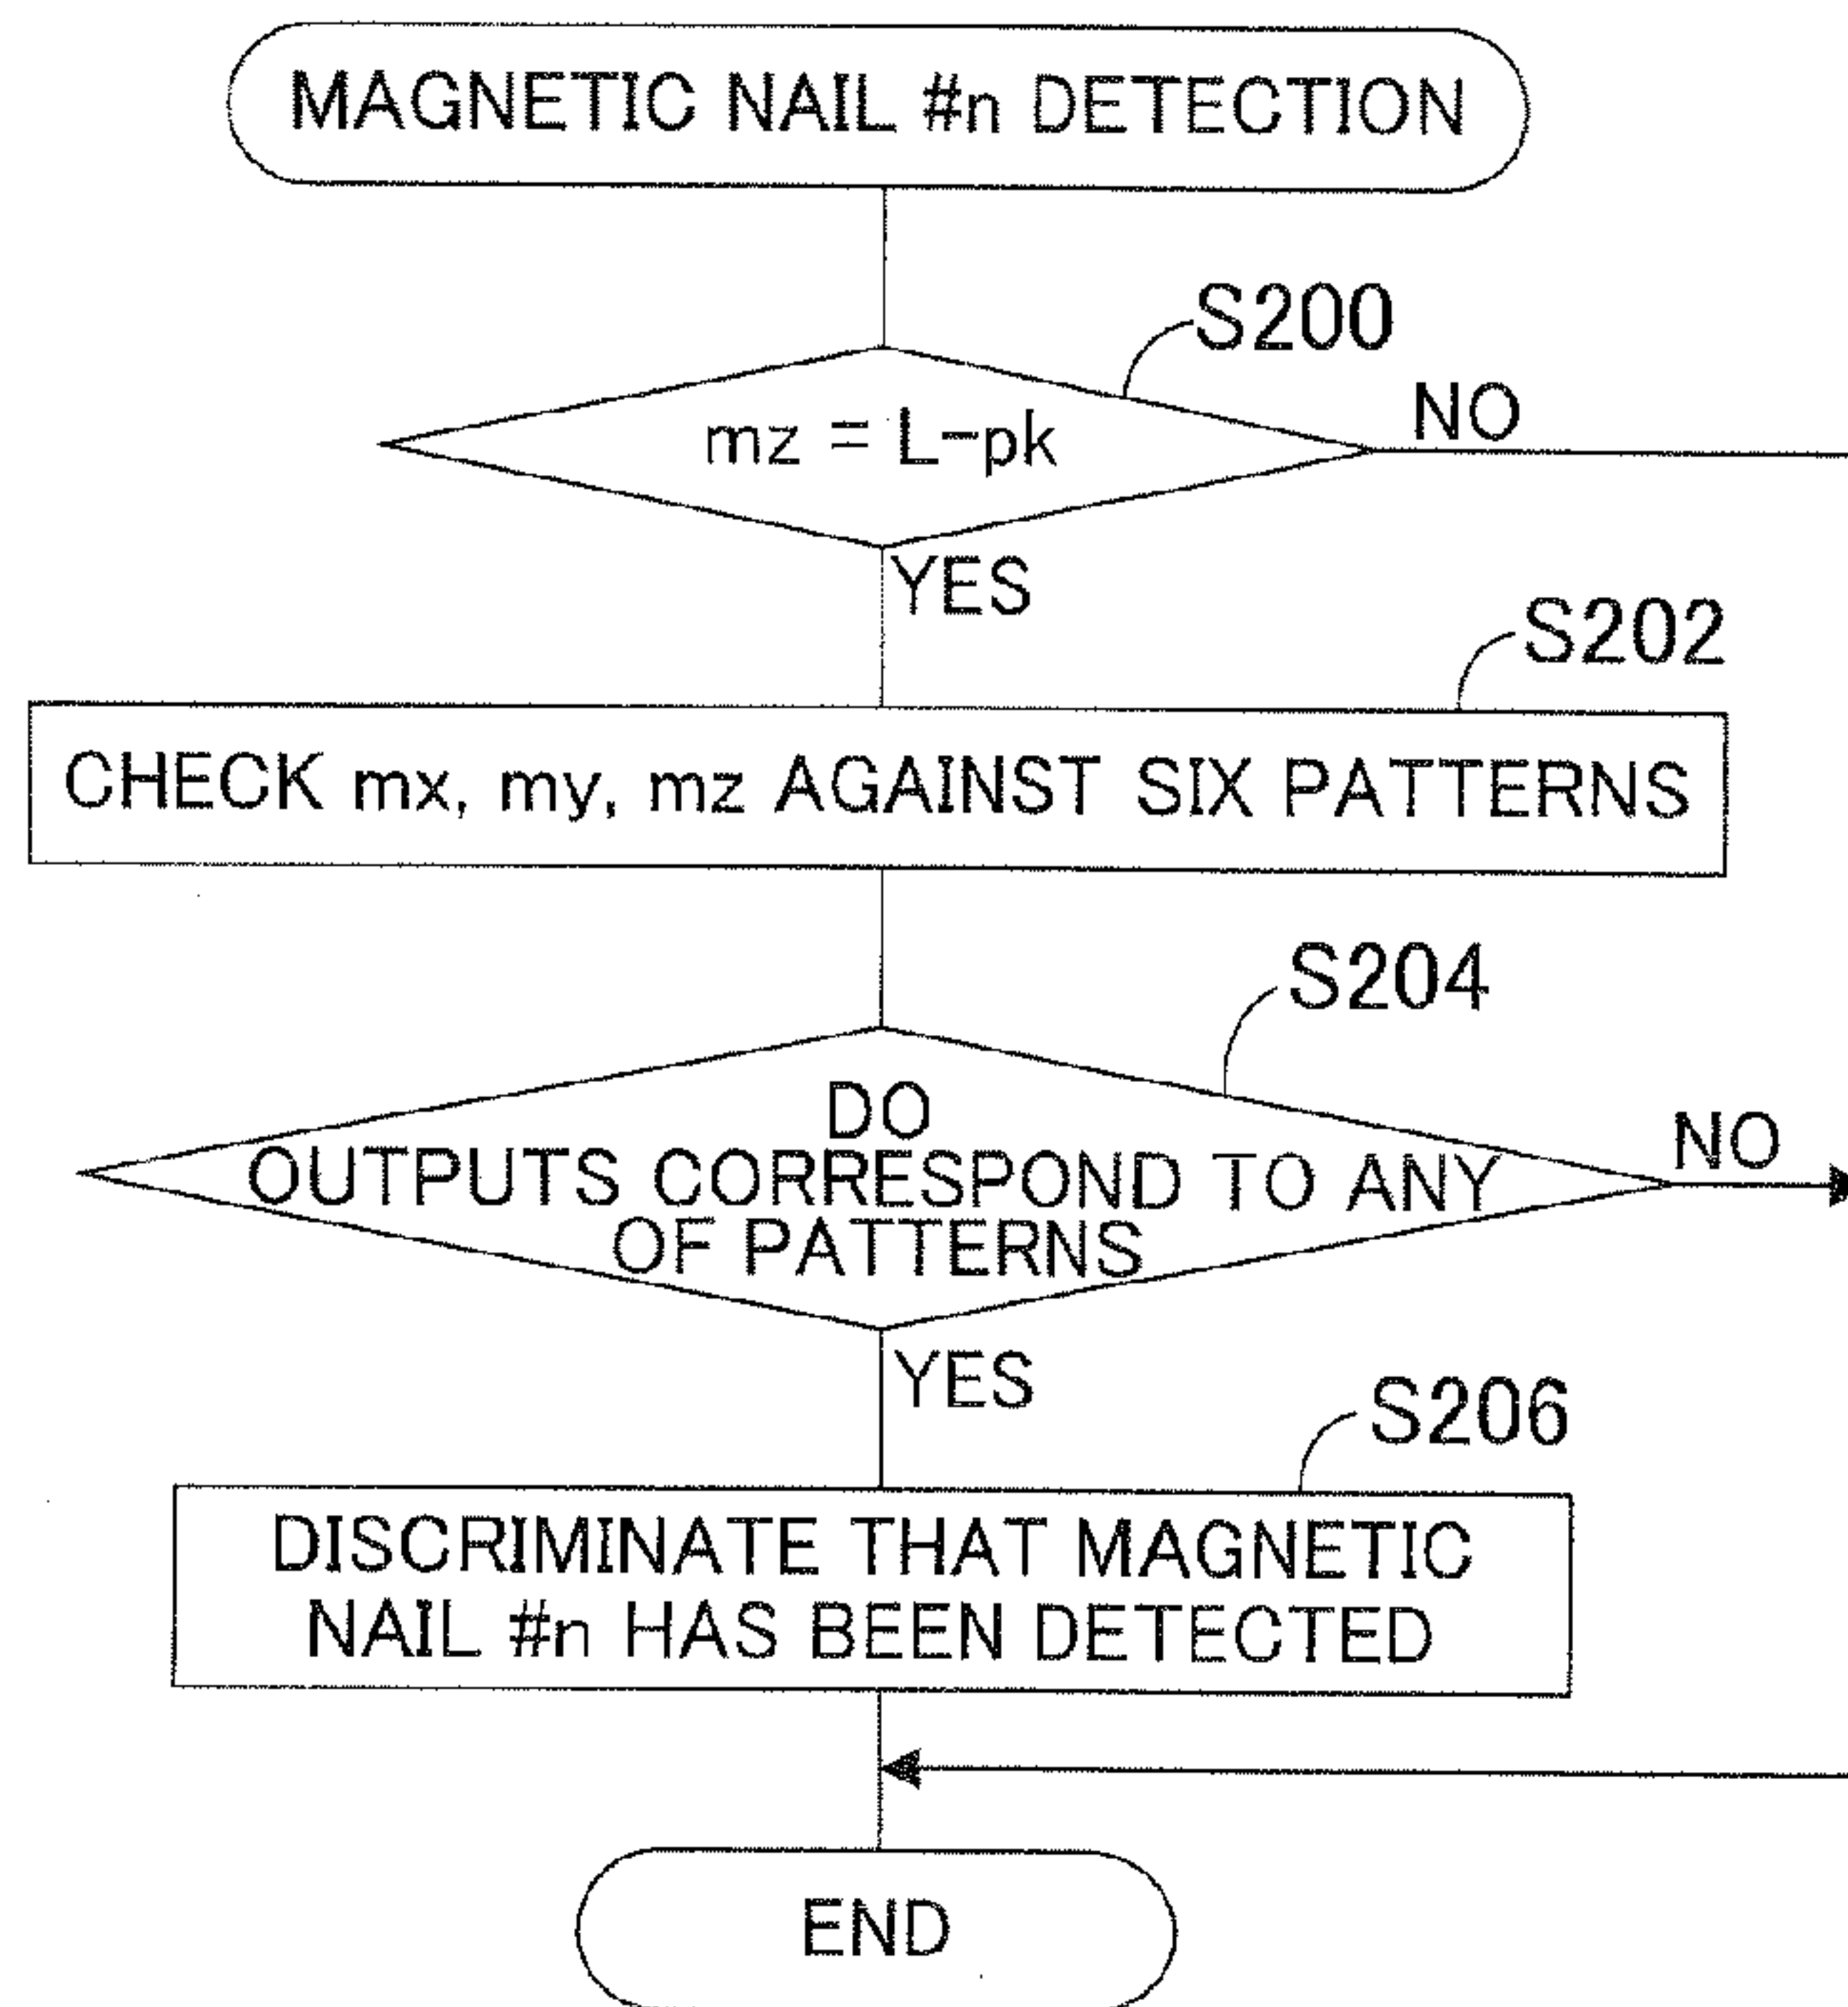 MAGNETIC NAIL #n DETECTION
S200
mz = L-pk
NO
YES
S202
CHECK mx, my, mz AGAINST SIX PATTERNS
S204
DO
OUTPUTS CORRESPOND TO ANY
OF PATTERNS
NO
YES
S206
DISCRIMINATE THAT MAGNETIC
NAIL #n HAS BEEN DETECTED
END